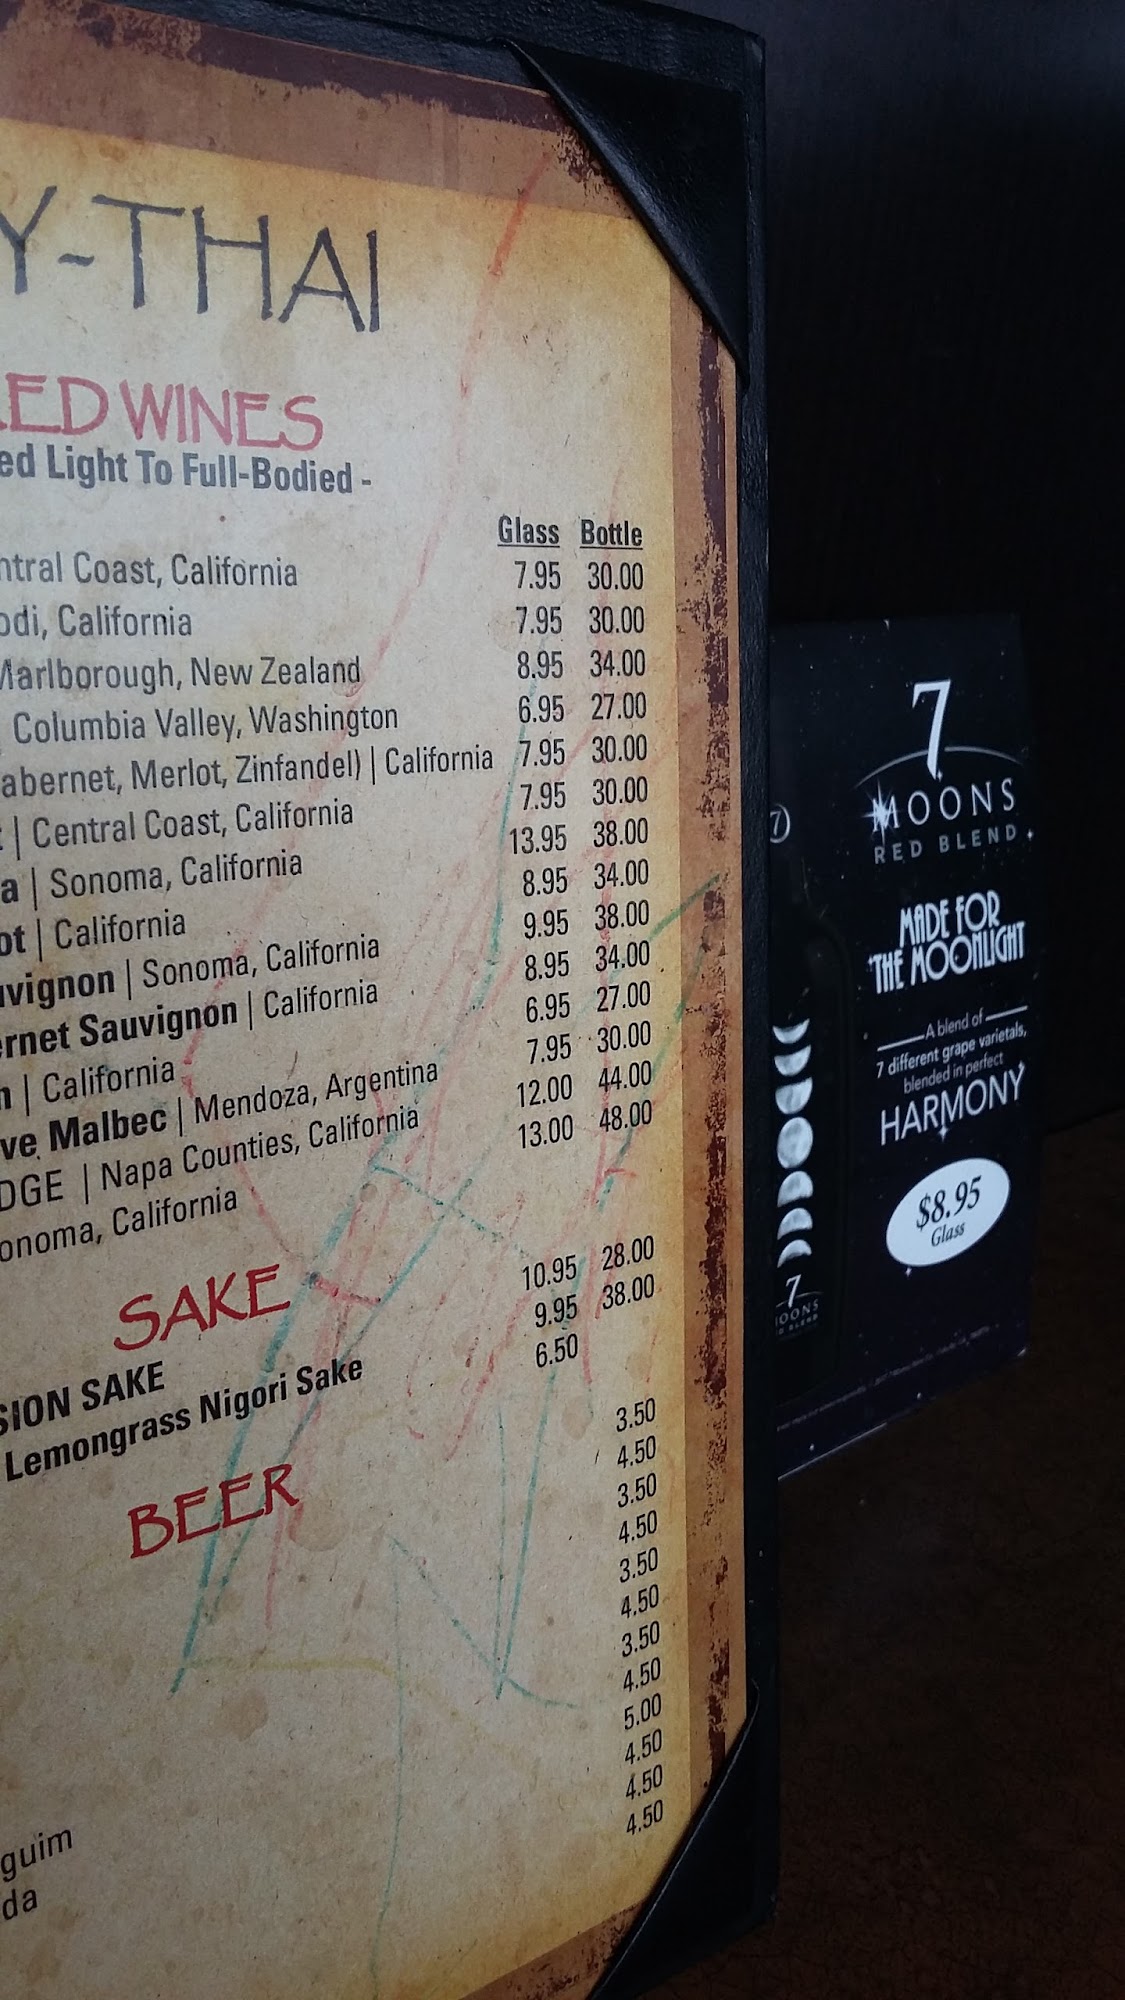 Y-THAI
RED WINES
ed Light To Full-Bodied -
Glass Bottle
ntral Coast, California 7.95 30.00
odi, California 7.95 30.00
Marlborough, New Zealand 8.95 34.00
Columbia Valley, Washington 6.95 27.00
abernet, Merlot, Zinfandel) | California 7.95 30.00
| Central Coast, California 7.95 30.00
a | Sonoma, California 13.95 38.00
ot | California 8.95 34.00
uvignon | Sonoma, California 9.95 38.00
ernet Sauvignon | California 8.95 34.00
n | California 6.95 27.00
ve Malbec | Mendoza, Argentina 7.95 30.00
DGE | Napa Counties, California 12.00 44.00
onoma, California 13.00 48.00
SAKE
10.95 28.00
SION SAKE 9.95 38.00
Lemongrass Nigori Sake 6.50
BEER
3.50
4.50
3.50
4.50
3.50
4.50
3.50
4.50
5.00
4.50
4.50
4.50
guim
da
7
MOONS
RED BLEND
MADE FOR
THE MOONLIGHT
A blend of
7 different grape varietals,
blended in perfect
HARMONY
$8.95
Glass
7
7
MOONS
RED BLEND